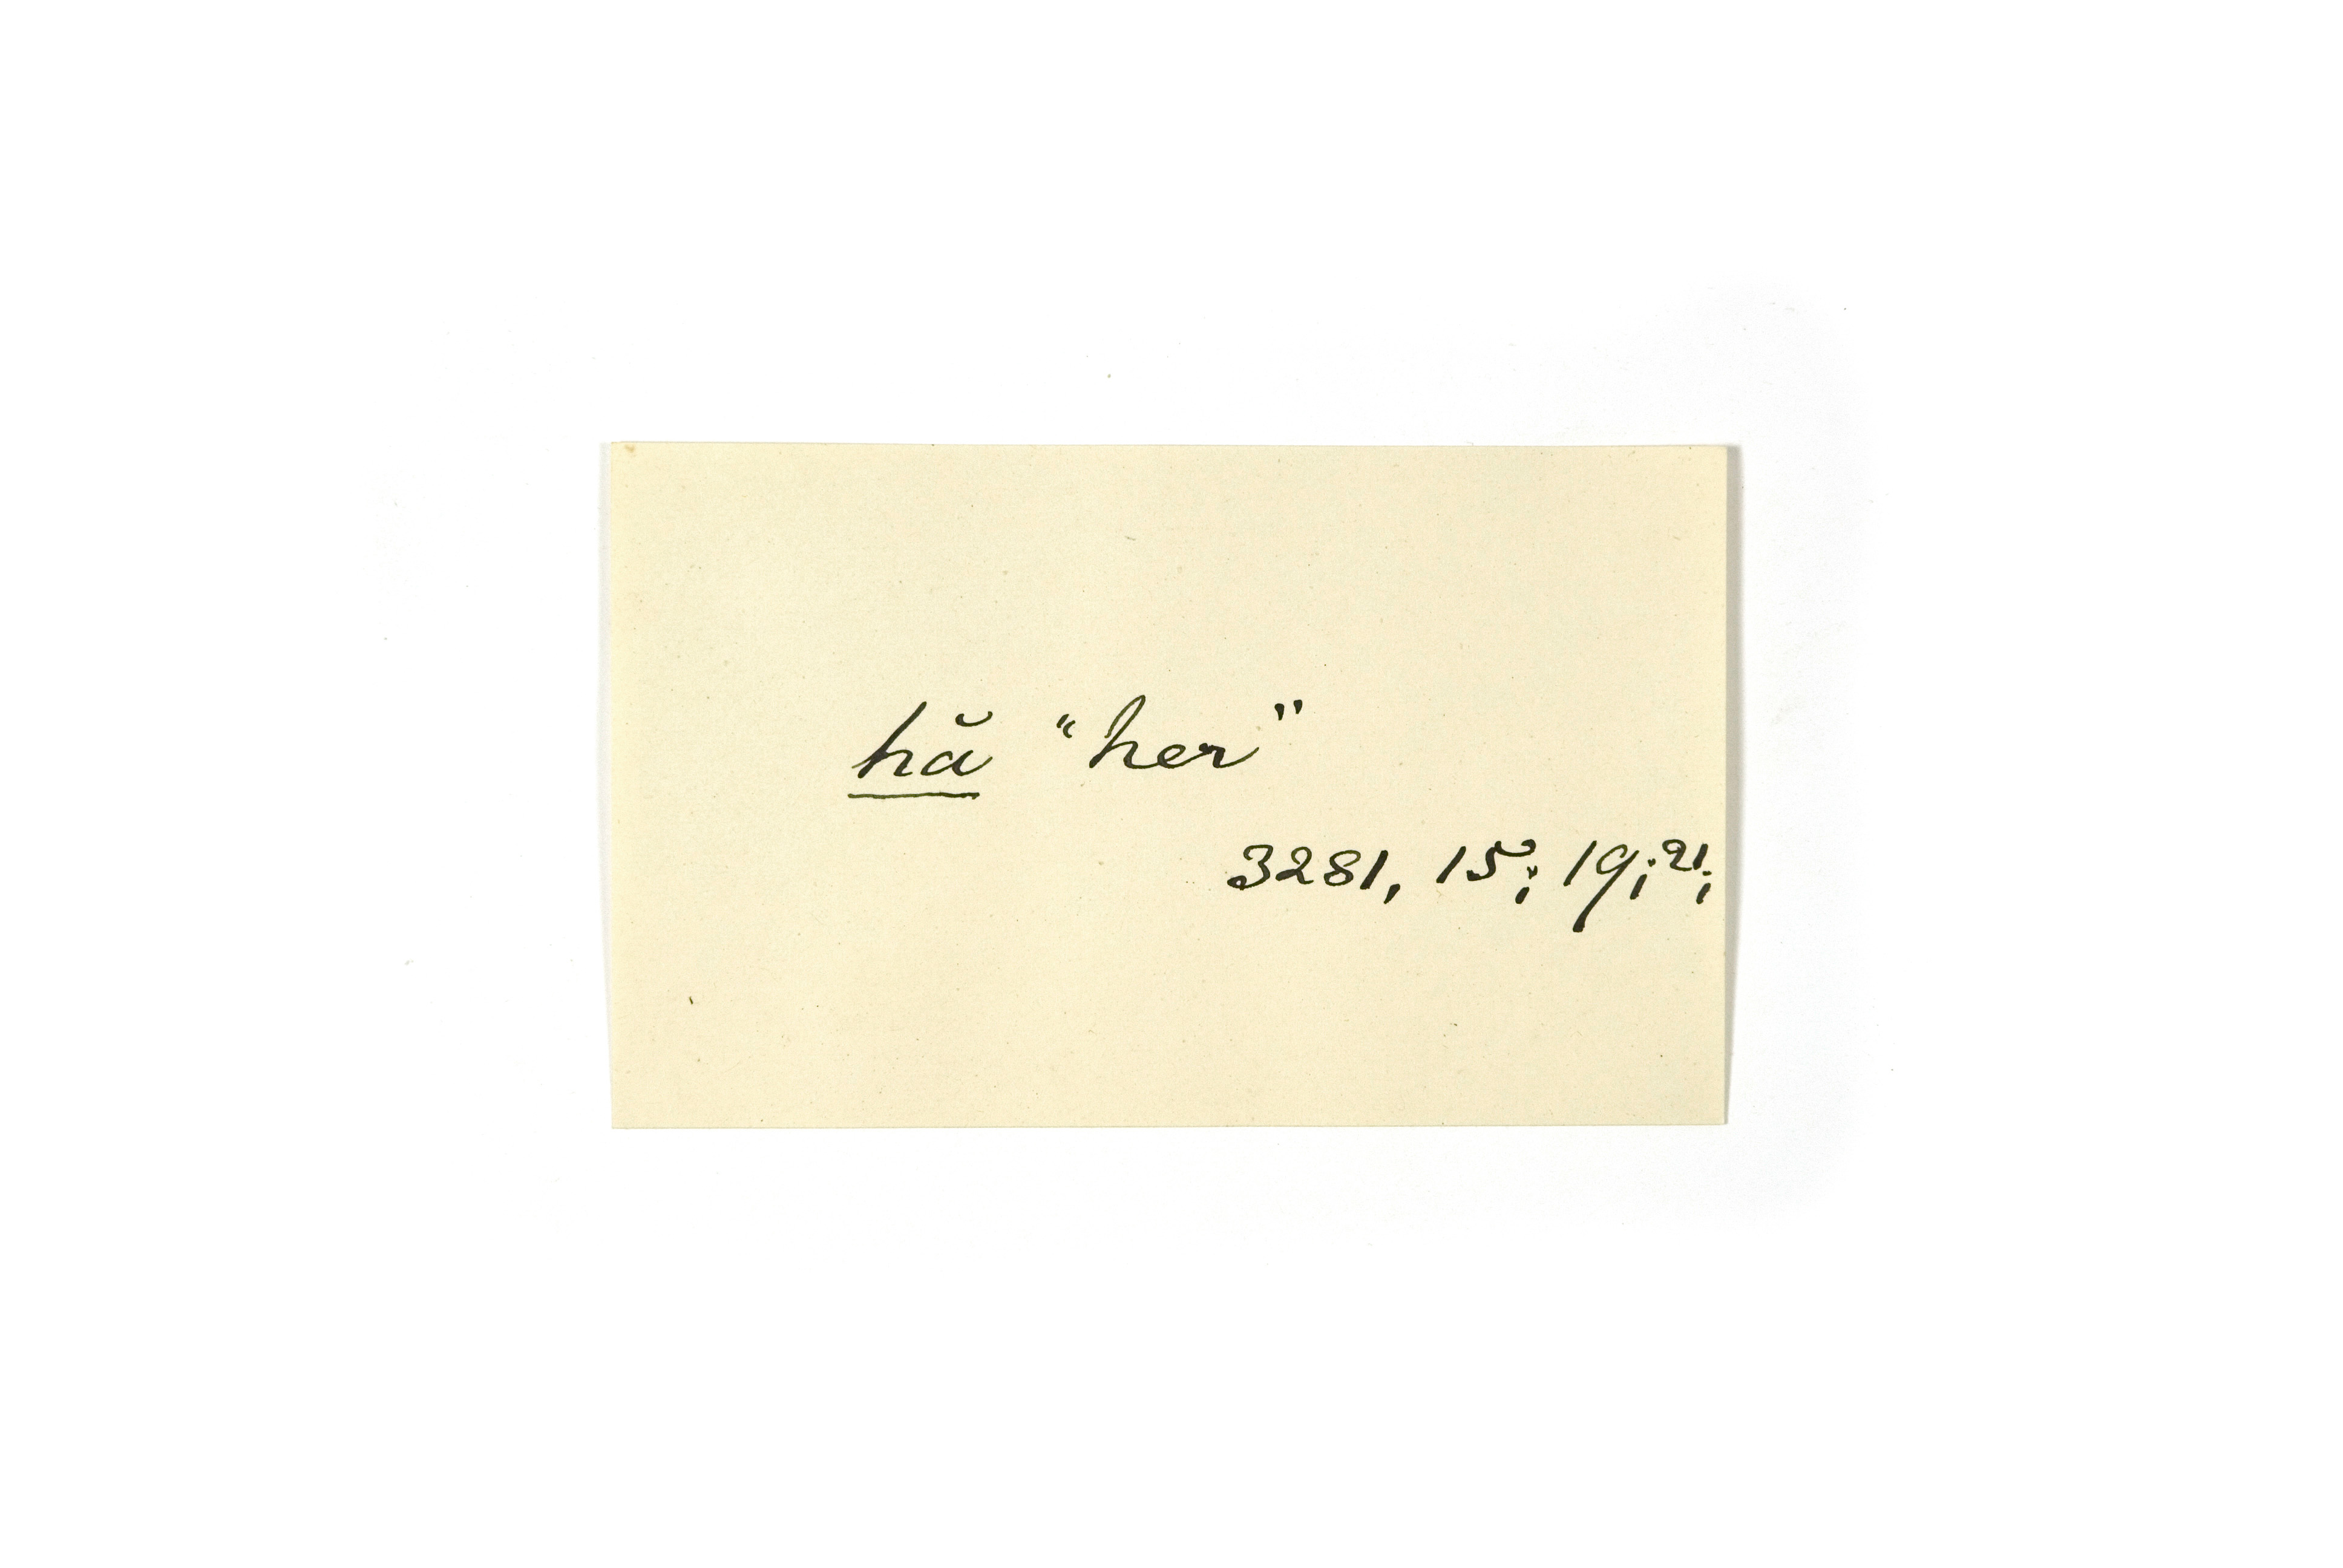 hă “her”
3281, 15; 19; 21;